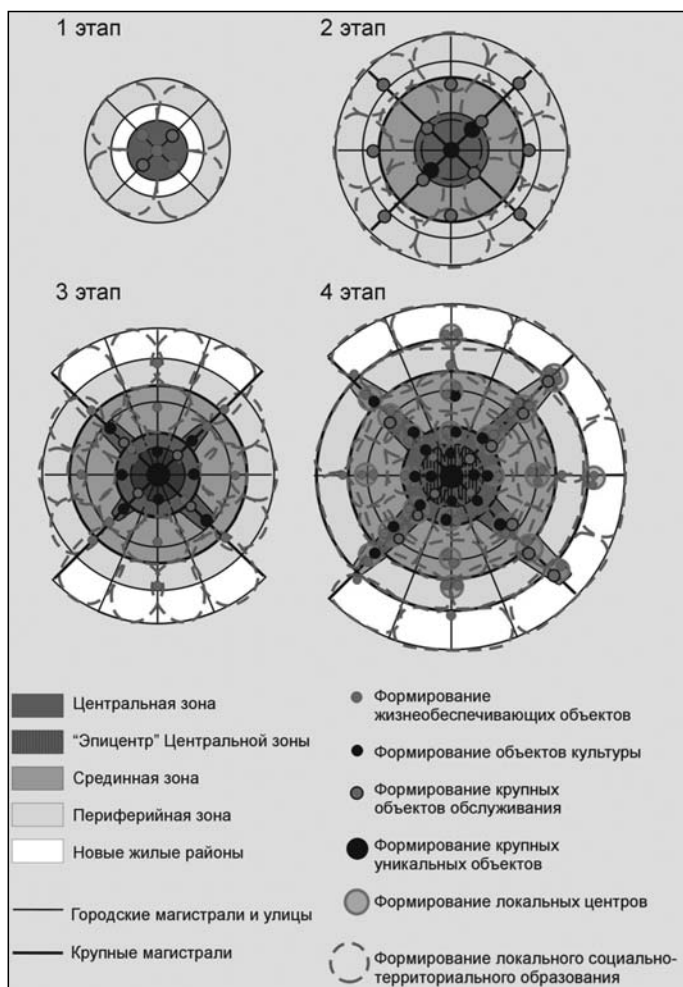 1 этап
2 этап
3 этап
4 этап
Центральная зона
“Эпицентр” Центральной зоны
Срединная зона
Периферийная зона
Новые жилые районы
Городские магистрали и улицы
Крупные магистрали
Формирование
жизнеобеспечивающих объектов
Формирование объектов культуры
Формирование крупных
объектов обслуживания
Формирование крупных
уникальных объектов
Формирование локальных центров
Формирование локального социально-
территориального образования